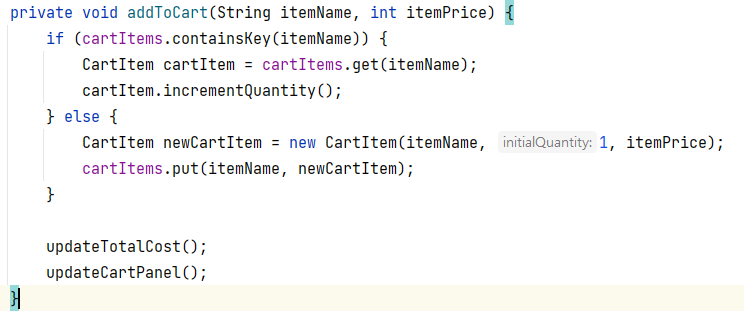 private void addToCart(String itemName, int itemPrice) {
    if (cartItems.containsKey(itemName)) {
        CartItem cartItem = cartItems.get(itemName);
        cartItem.incrementQuantity();
    } else {
        CartItem newCartItem = new CartItem(itemName, initialQuantity: 1, itemPrice);
        cartItems.put(itemName, newCartItem);
    }

    updateTotalCost();
    updateCartPanel();
}